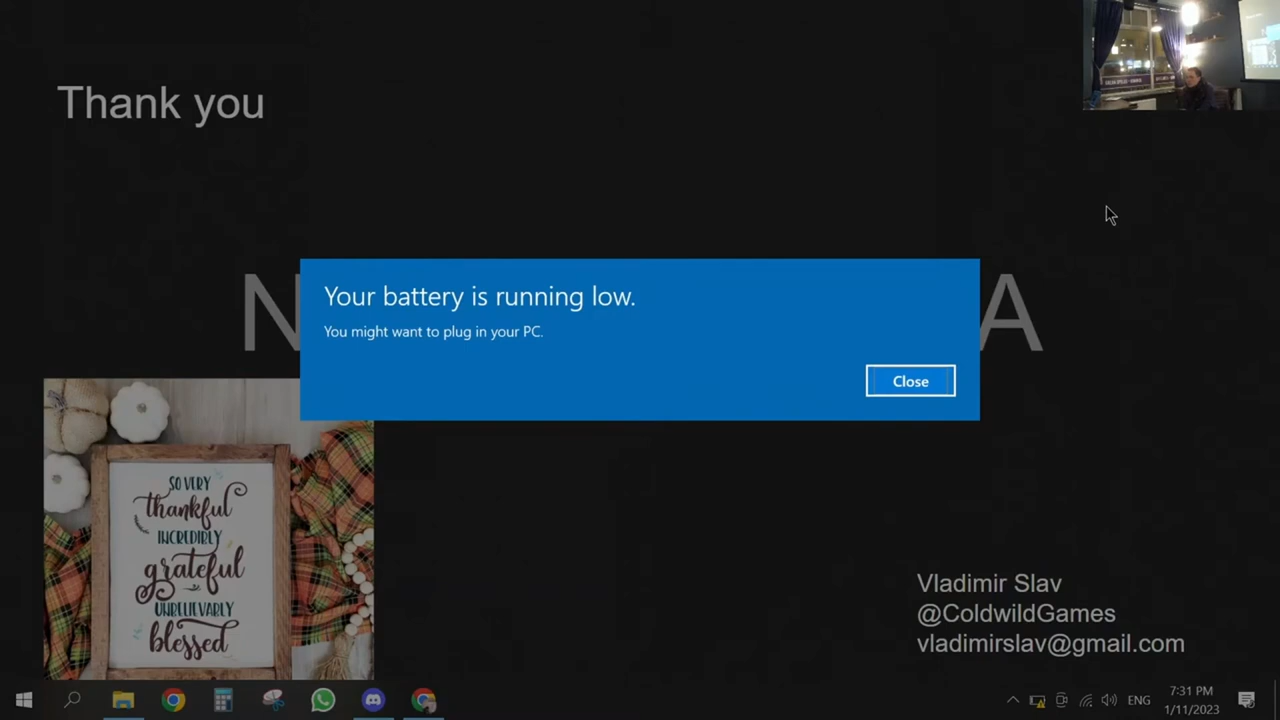 Thank you
N
A
Your battery is running low.
You might want to plug in your PC.
Close
SO VERY
thankful
INCREDIBLY
grateful
UNBELIEVABLY
blessed
Vladimir Slav
@ColdwildGames
vladimirslav@gmail.com
ENG
7:31 PM
1/11/2023